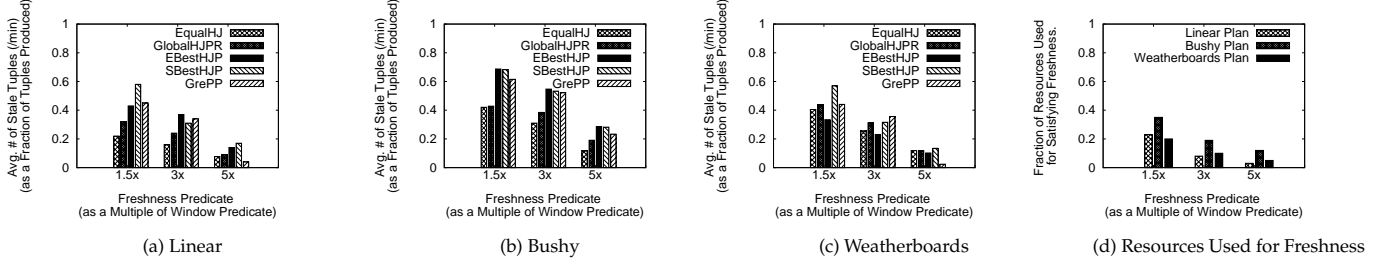 Avg. # of Stale Tuples (/min)
(as a Fraction of Tuples Produced)
1
0.8
0.6
0.4
0.2
0
EqualHJ
GlobalHJPR
EBestHJP
SBestHJP
GrePP
1.5x 3x 5x
Freshness Predicate
(as a Multiple of Window Predicate)
(a) Linear
Avg. # of Stale Tuples (/min)
(as a Fraction of Tuples Produced)
1
0.8
0.6
0.4
0.2
0
EqualHJ
GlobalHJPR
EBestHJP
SBestHJP
GrePP
1.5x 3x 5x
Freshness Predicate
(as a Multiple of Window Predicate)
(b) Bushy
Avg. # of Stale Tuples (/min)
(as a Fraction of Tuples Produced)
1
0.8
0.6
0.4
0.2
0
EqualHJ
GlobalHJPR
EBestHJP
SBestHJP
GrePP
1.5x 3x 5x
Freshness Predicate
(as a Multiple of Window Predicate)
(c) Weatherboards
Fraction of Resources Used
for Satisfying Freshness.
1
0.8
0.6
0.4
0.2
0
Linear Plan
Bushy Plan
Weatherboards Plan
1.5x 3x 5x
Freshness Predicate
(as a Multiple of Window Predicate)
(d) Resources Used for Freshness